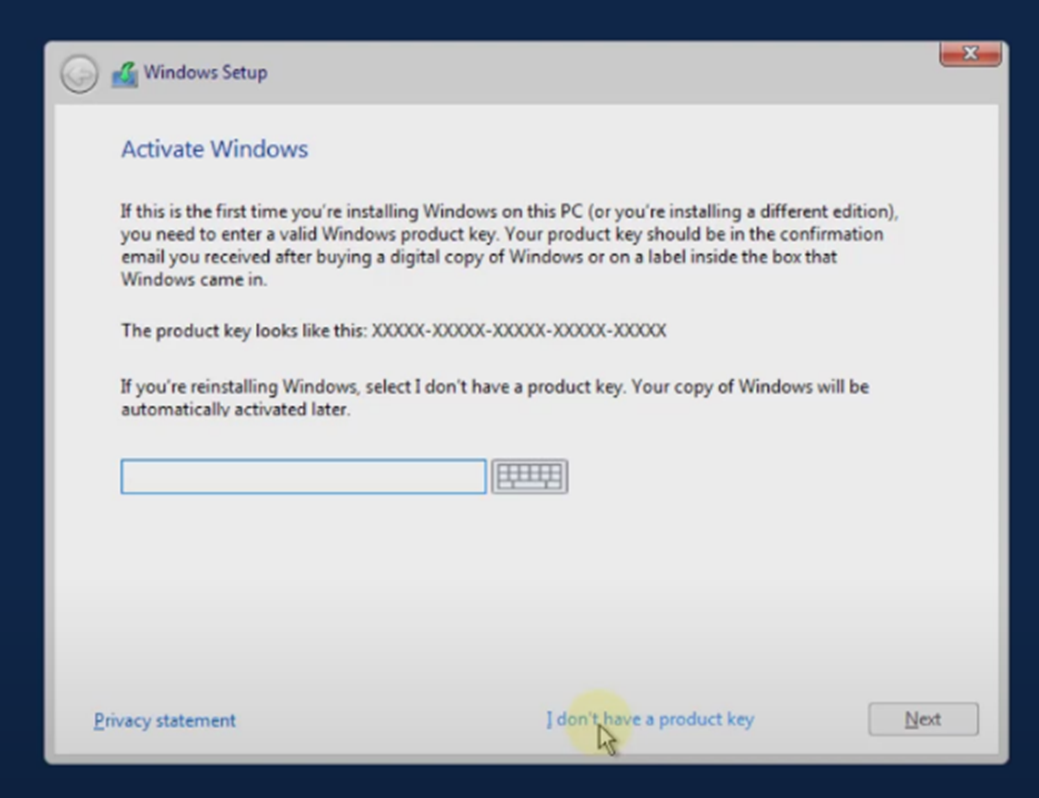 Windows Setup
Activate Windows
If this is the first time you're installing Windows on this PC (or you're installing a different edition),
you need to enter a valid Windows product key. Your product key should be in the confirmation
email you received after buying a digital copy of Windows or on a label inside the box that
Windows came in.
The product key looks like this: XXXXX-XXXXX-XXXXX-XXXXX-XXXXX
If you're reinstalling Windows, select I don't have a product key. Your copy of Windows will be
automatically activated later.
Privacy statement
I don't have a product key
Next